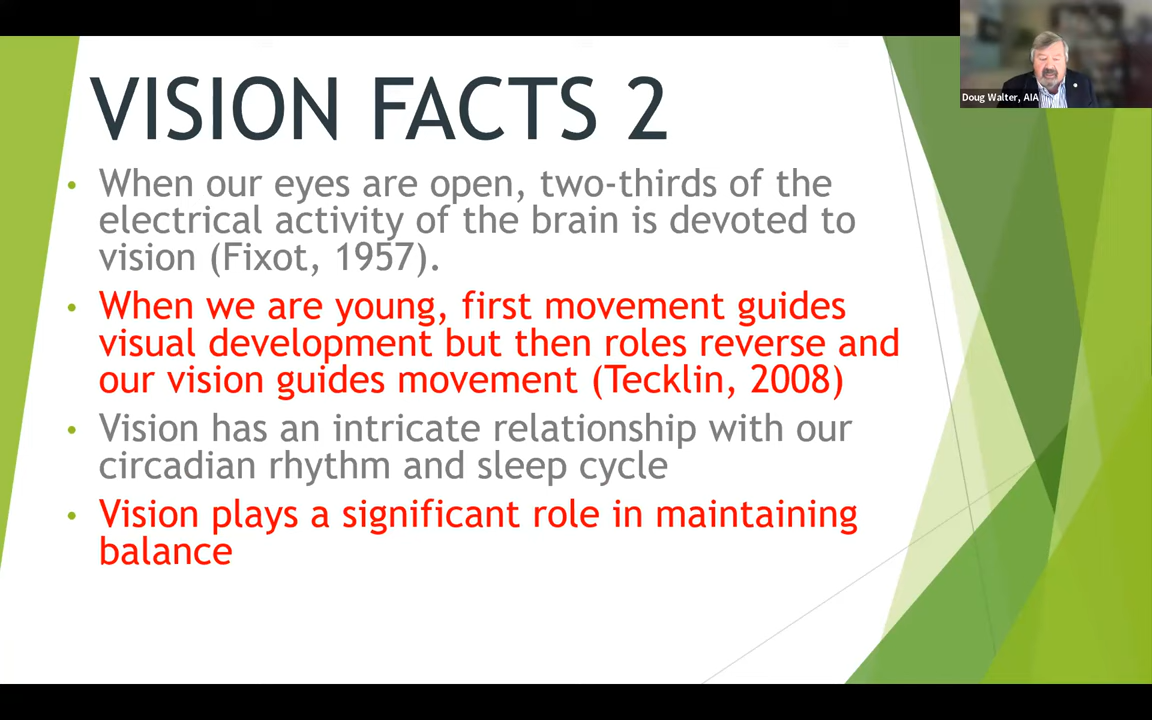 VISION FACTS 2
• When our eyes are open, two-thirds of the
electrical activity of the brain is devoted to
vision (Fixot, 1957).
• When we are young, first movement guides
visual development but then roles reverse and
our vision guides movement (Tecklin, 2008)
• Vision has an intricate relationship with our
circadian rhythm and sleep cycle
• Vision plays a significant role in maintaining
balance
Doug Walter, AIA